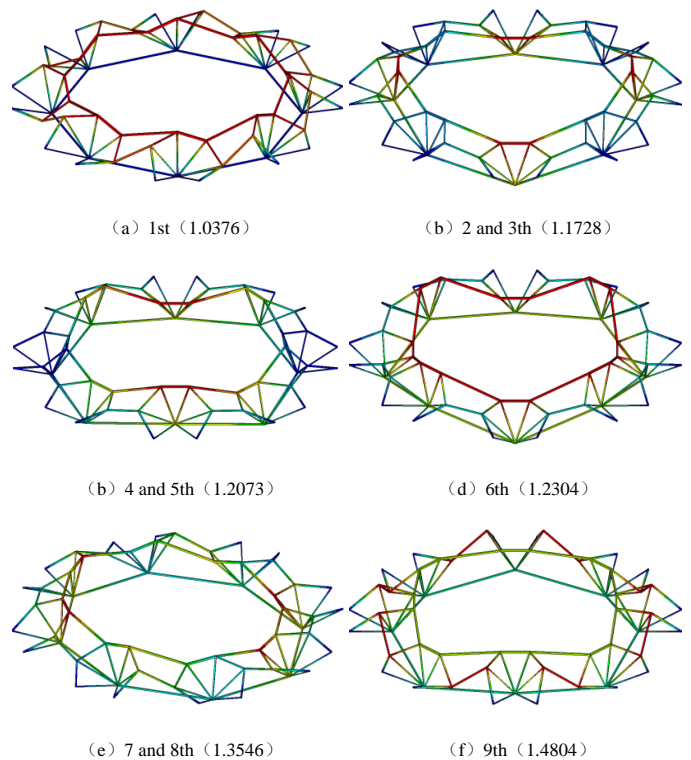 （a）1st（1.0376）
（b）2 and 3th（1.1728）
（b）4 and 5th（1.2073）
（d）6th（1.2304）
（e）7 and 8th（1.3546）
（f）9th（1.4804）